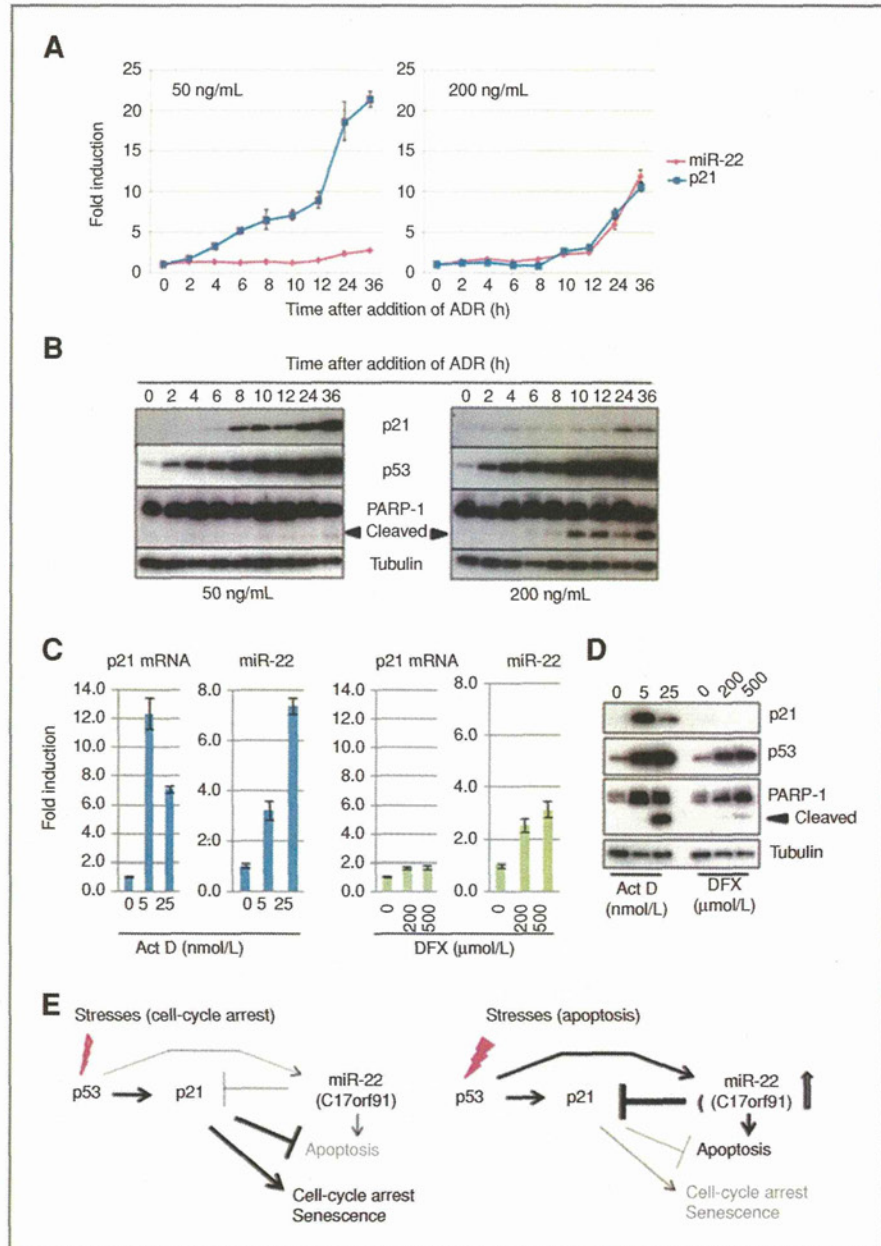 A
50 ng/mL
200 ng/mL
25
20
15
10
5
0
25
20
15
10
5
0
Fold induction
miR-22
p21
0 2 4 6 8 10 12 24 36
0 2 4 6 8 10 12 24 36
Time after addition of ADR (h)
Time after addition of ADR (h)
B
Time after addition of ADR (h)
0 2 4 6 8 10 12 24 36
0 2 4 6 8 10 12 24 36
p21
p53
PARP-1
Cleaved
Tubulin
50 ng/mL
200 ng/mL
C
p21 mRNA
miR-22
p21 mRNA
miR-22
Fold induction
14.0
12.0
10.0
8.0
6.0
4.0
2.0
0.0
8.0
6.0
4.0
2.0
0.0
14.0
12.0
10.0
8.0
6.0
4.0
2.0
0.0
8.0
6.0
4.0
2.0
0.0
0 5 25
0 5 25
0 200 500
0 200 500
Act D (nmol/L)
DFX (μmol/L)
D
0 5 25
0 200 500
p21
p53
PARP-1
Cleaved
Tubulin
Act D
(nmol/L)
DFX
(μmol/L)
E
Stresses (cell-cycle arrest)
p53
p21
miR-22
(C17orf91)
Apoptosis
Cell-cycle arrest
Senescence
Stresses (apoptosis)
p53
p21
miR-22
(C17orf91)
Apoptosis
Cell-cycle arrest
Senescence